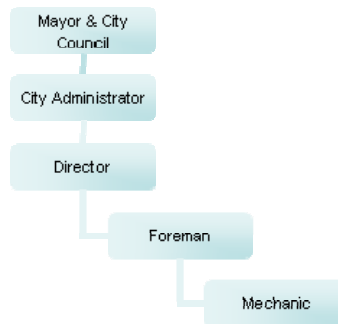 Mayor & City
Council
City Administrator
Director
Foreman
Mechanic